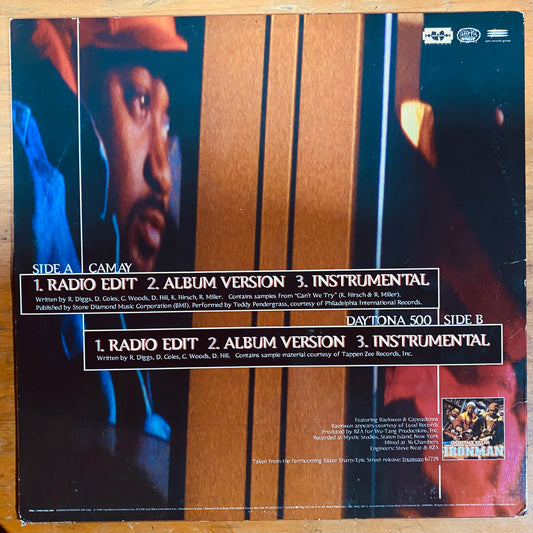 SIDE A CAMAY
1. RADIO EDIT 2. ALBUM VERSION 3. INSTRUMENTAL
Written by R. Diggs, D. Coles, C. Woods, D. Hill, K. Hirsch, R. Miller. Contains samples from "Can't We Try" (K. Hirsch & R. Miller).
Published by Stone Diamond Music Corporation (BMI), Performed by Teddy Pendergrass, courtesy of Philadelphia International Records.
DAYTONA 500 SIDE B
1. RADIO EDIT 2. ALBUM VERSION 3. INSTRUMENTAL
Written by R. Diggs, D. Coles, C. Woods, D. Hill. Contains sample material courtesy of Tappen Zee Records, Inc.
Featuring Raekwon & Cappadonna
Raekwon appears courtesy of Loud Records
Produced by RZA for Wu-Tang Productions, Inc.
Recorded at Mystic Studios, Staten Island, New York
Mixed at 36 Chambers
Engineers: Steve Neat & RZA
IRONMAN
Taken from the forthcoming Razor Sharp/Epic Street release: Ironman 67729